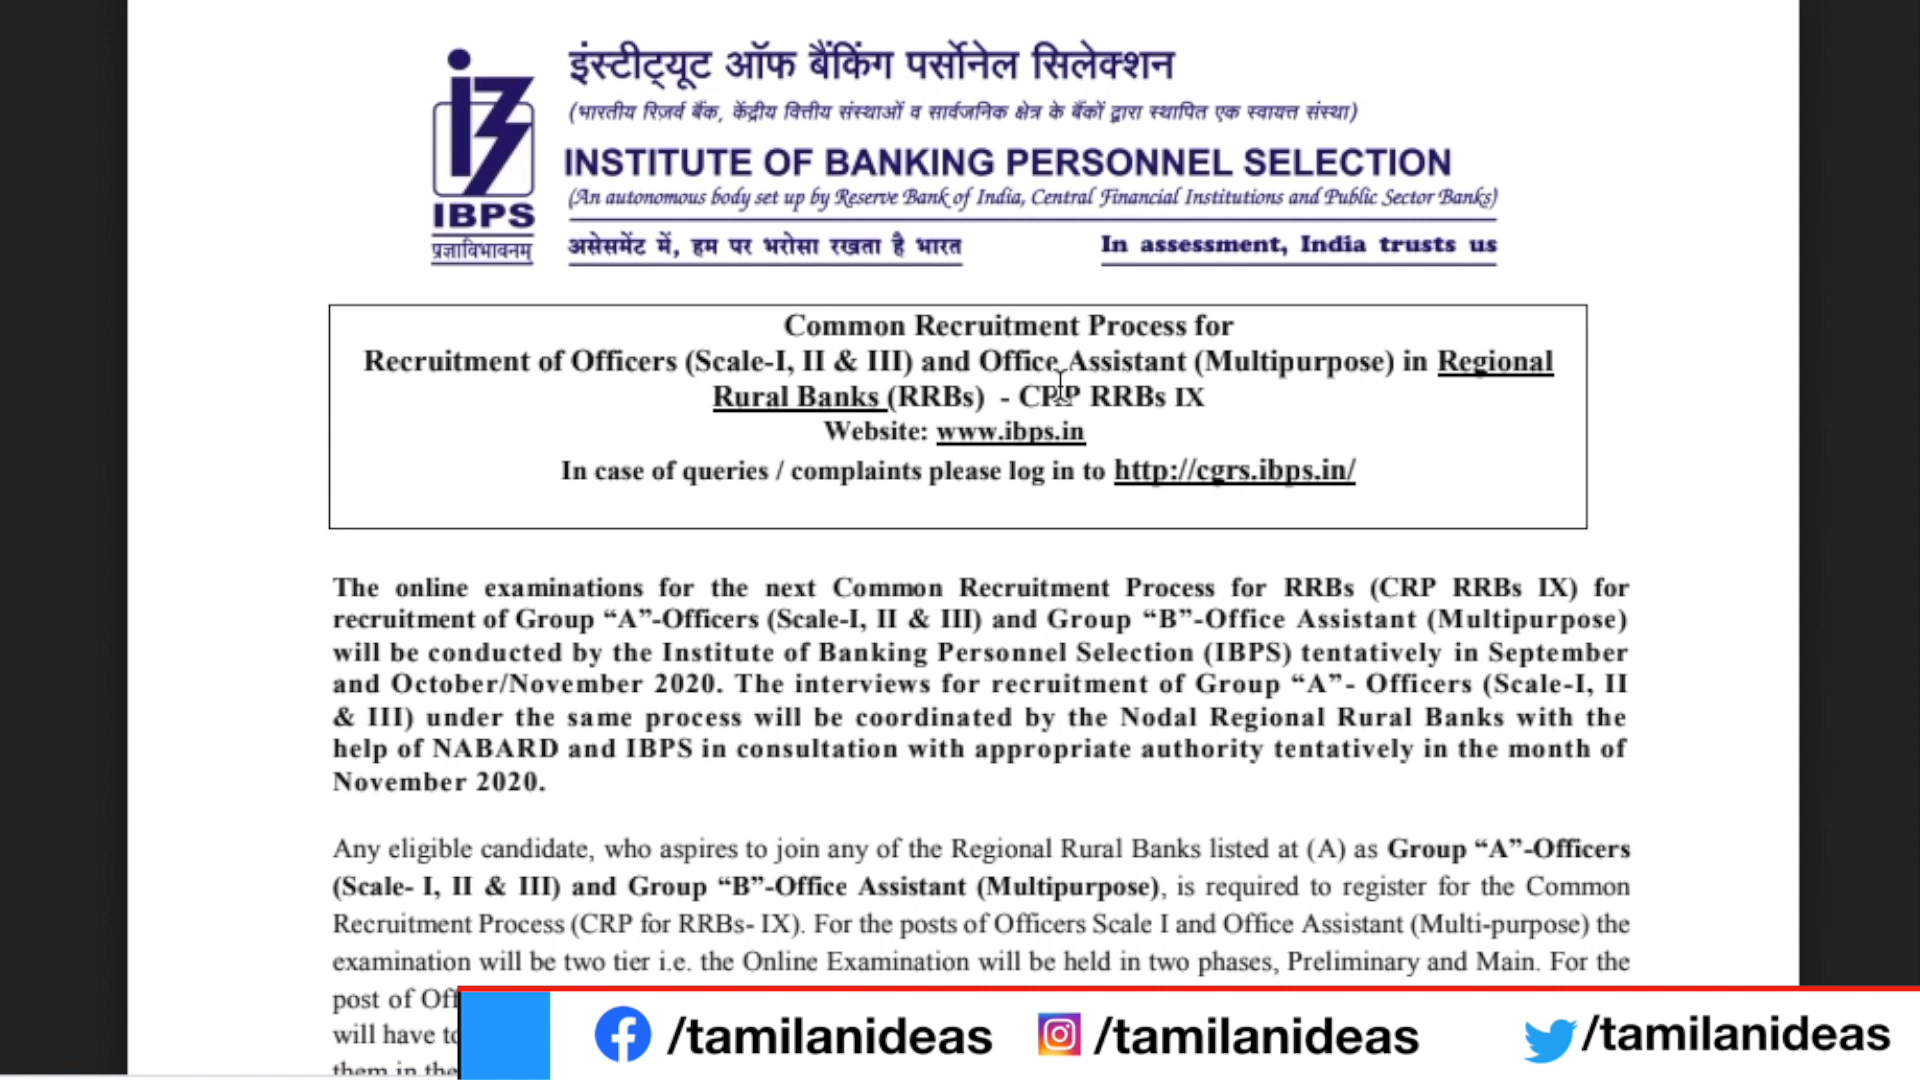 इंस्टीट्यूट ऑफ बैंकिंग पर्सोनेल सिलेक्शन
(भारतीय रिज़र्व बैंक, केंद्रीय वित्तीय संस्थाओं व सार्वजनिक क्षेत्र के बैंकों द्वारा स्थापित एक स्वायत्त संस्था)
INSTITUTE OF BANKING PERSONNEL SELECTION
(An autonomous body set up by Reserve Bank of India, Central Financial Institutions and Public Sector Banks)
IBPS
प्रज्ञाविभावनम्
असेसमेंट में, हम पर भरोसा रखता है भारत
In assessment, India trusts us
Common Recruitment Process for
Recruitment of Officers (Scale-I, II & III) and Office Assistant (Multipurpose) in Regional
Rural Banks (RRBs) - CRP RRBs IX
Website: www.ibps.in
In case of queries / complaints please log in to http://cgrs.ibps.in/
The online examinations for the next Common Recruitment Process for RRBs (CRP RRBs IX) for
recruitment of Group “A”-Officers (Scale-I, II & III) and Group “B”-Office Assistant (Multipurpose)
will be conducted by the Institute of Banking Personnel Selection (IBPS) tentatively in September
and October/November 2020. The interviews for recruitment of Group “A”- Officers (Scale-I, II
& III) under the same process will be coordinated by the Nodal Regional Rural Banks with the
help of NABARD and IBPS in consultation with appropriate authority tentatively in the month of
November 2020.
Any eligible candidate, who aspires to join any of the Regional Rural Banks listed at (A) as Group “A”-Officers
(Scale- I, II & III) and Group “B”-Office Assistant (Multipurpose), is required to register for the Common
Recruitment Process (CRP for RRBs- IX). For the posts of Officers Scale I and Office Assistant (Multi-purpose) the
examination will be two tier i.e. the Online Examination will be held in two phases, Preliminary and Main. For the
post of
will have
them in the
/tamilanideas /tamilanideas /tamilanideas